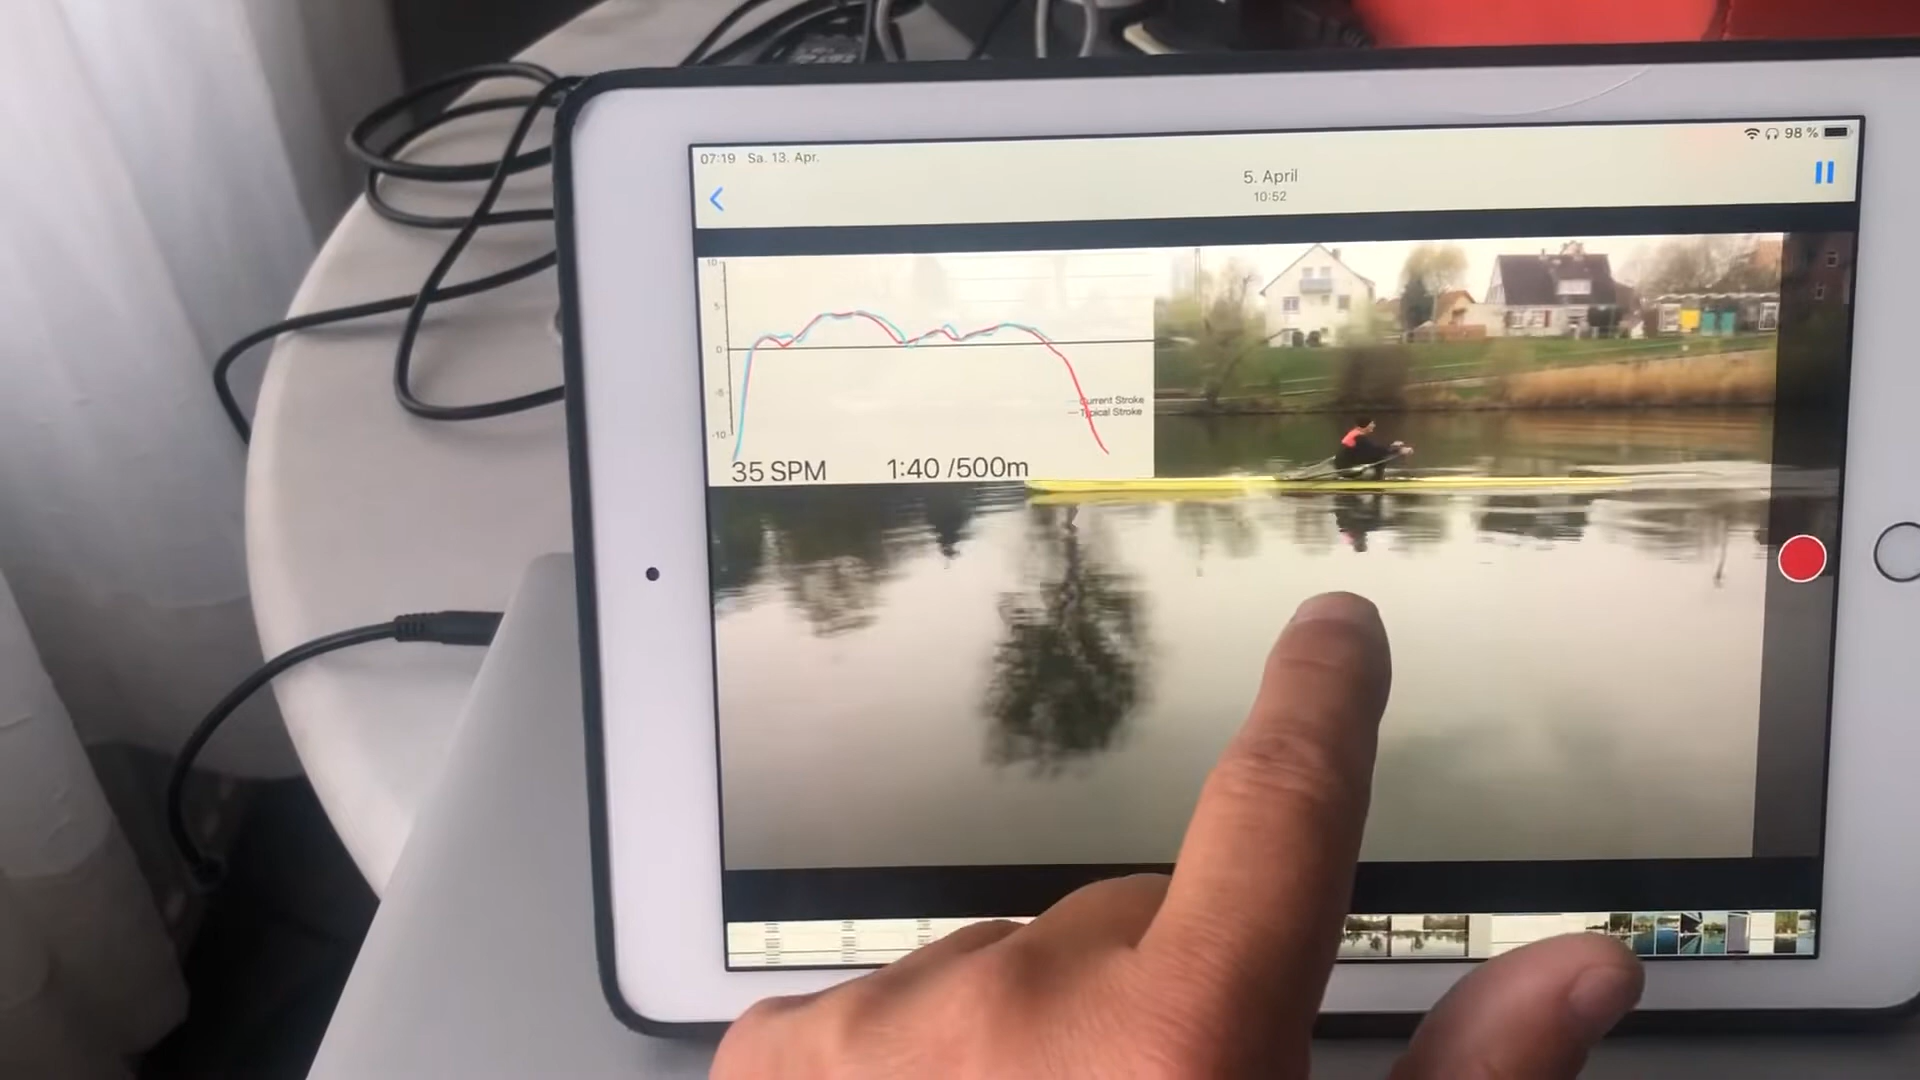 07:19 Sa. 13. Apr.
98 %
5. April
10:52
10
5
0
-5
-10
Current Stroke
Typical Stroke
35 SPM
1:40 /500m